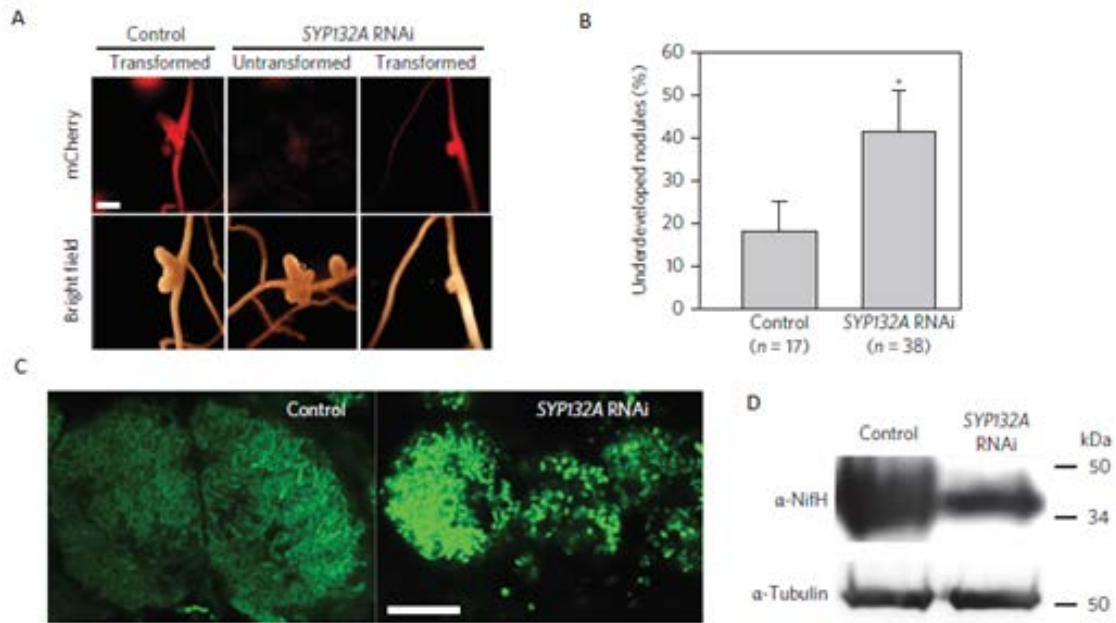 A
Control
SYP132A RNAi
Transformed
Untransformed
Transformed
mCherry
Bright field
B
Underdeveloped nodules (%)
60
50
40
30
20
10
0
*
Control
(n = 17)
SYP132A RNAi
(n = 38)
C
Control
SYP132A RNAi
D
Control
SYP132A
RNAi
kDa
α-NifH
50
34
α-Tubulin
50